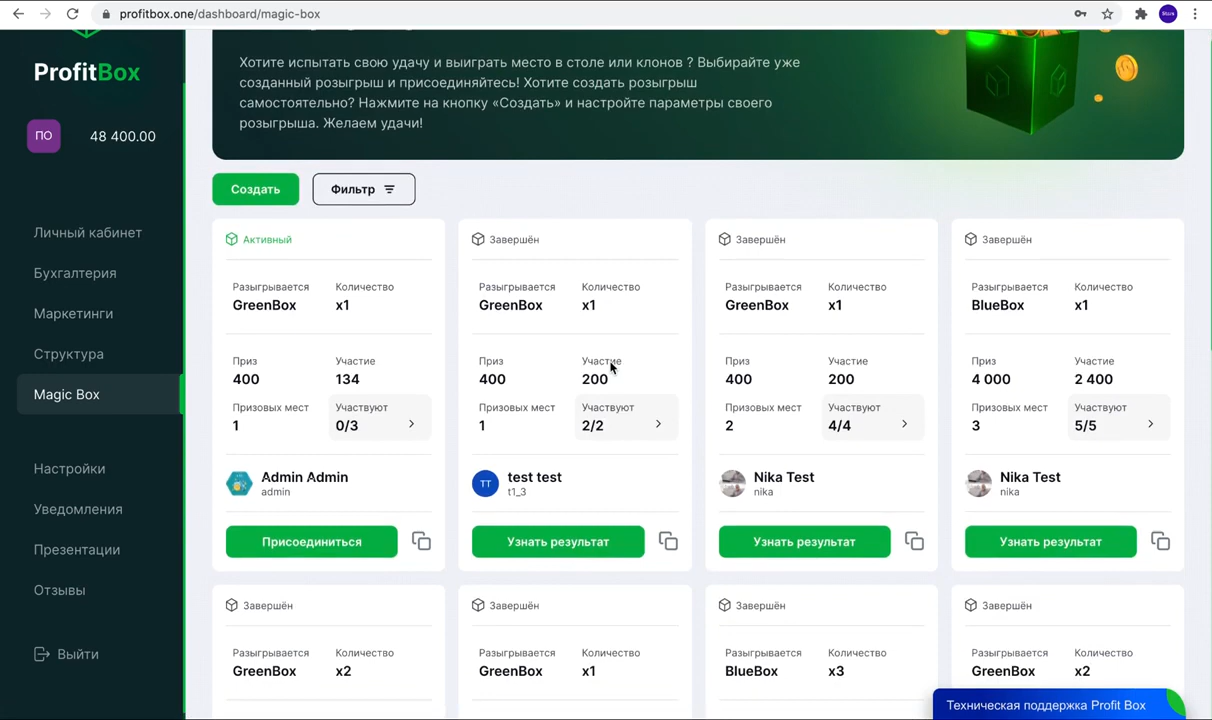 profitbox.one/dashboard/magic-box
ProfitBox
ПО
48 400.00
Личный кабинет
Бухгалтерия
Маркетинги
Структура
Magic Box
Настройки
Уведомления
Презентации
Отзывы
Выйти
Хотите испытать свою удачу и выиграть место в столе или клонов ? Выбирайте уже
созданный розыгрыш и присоединяйтесь! Хотите создать розыгрыш
самостоятельно? Нажмите на кнопку «Создать» и настройте параметры своего
розыгрыша. Желаем удачи!
Создать
Фильтр
Активный
Разыгрывается Количество
GreenBox x1
Приз Участие
400 134
Призовых мест Участвуют
1 0/3
Admin Admin
admin
Присоединиться
Завершён
Разыгрывается Количество
GreenBox x1
Приз Участие
400 200
Призовых мест Участвуют
1 2/2
TT
test test
t1_3
Узнать результат
Завершён
Разыгрывается Количество
GreenBox x1
Приз Участие
400 200
Призовых мест Участвуют
2 4/4
Nika Test
nika
Узнать результат
Завершён
Разыгрывается Количество
BlueBox x1
Приз Участие
4 000 2 400
Призовых мест Участвуют
3 5/5
Nika Test
nika
Узнать результат
Завершён
Разыгрывается Количество
GreenBox x2
Завершён
Разыгрывается Количество
GreenBox x1
Завершён
Разыгрывается Количество
BlueBox x3
Завершён
Разыгрывается Количество
GreenBox x2
Техническая поддержка Profit Box